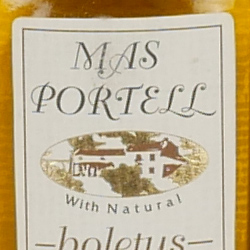 MAS
PORTELL
With Natural
boletus